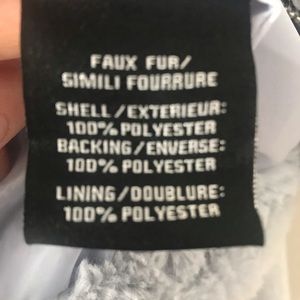 FAUX FUR/
SIMILI FOURRURE
SHELL/EXTERIEUR:
100% POLYESTER
BACKING/ENVERSE:
100% POLYESTER
LINING/DOUBLURE:
100% POLYESTER